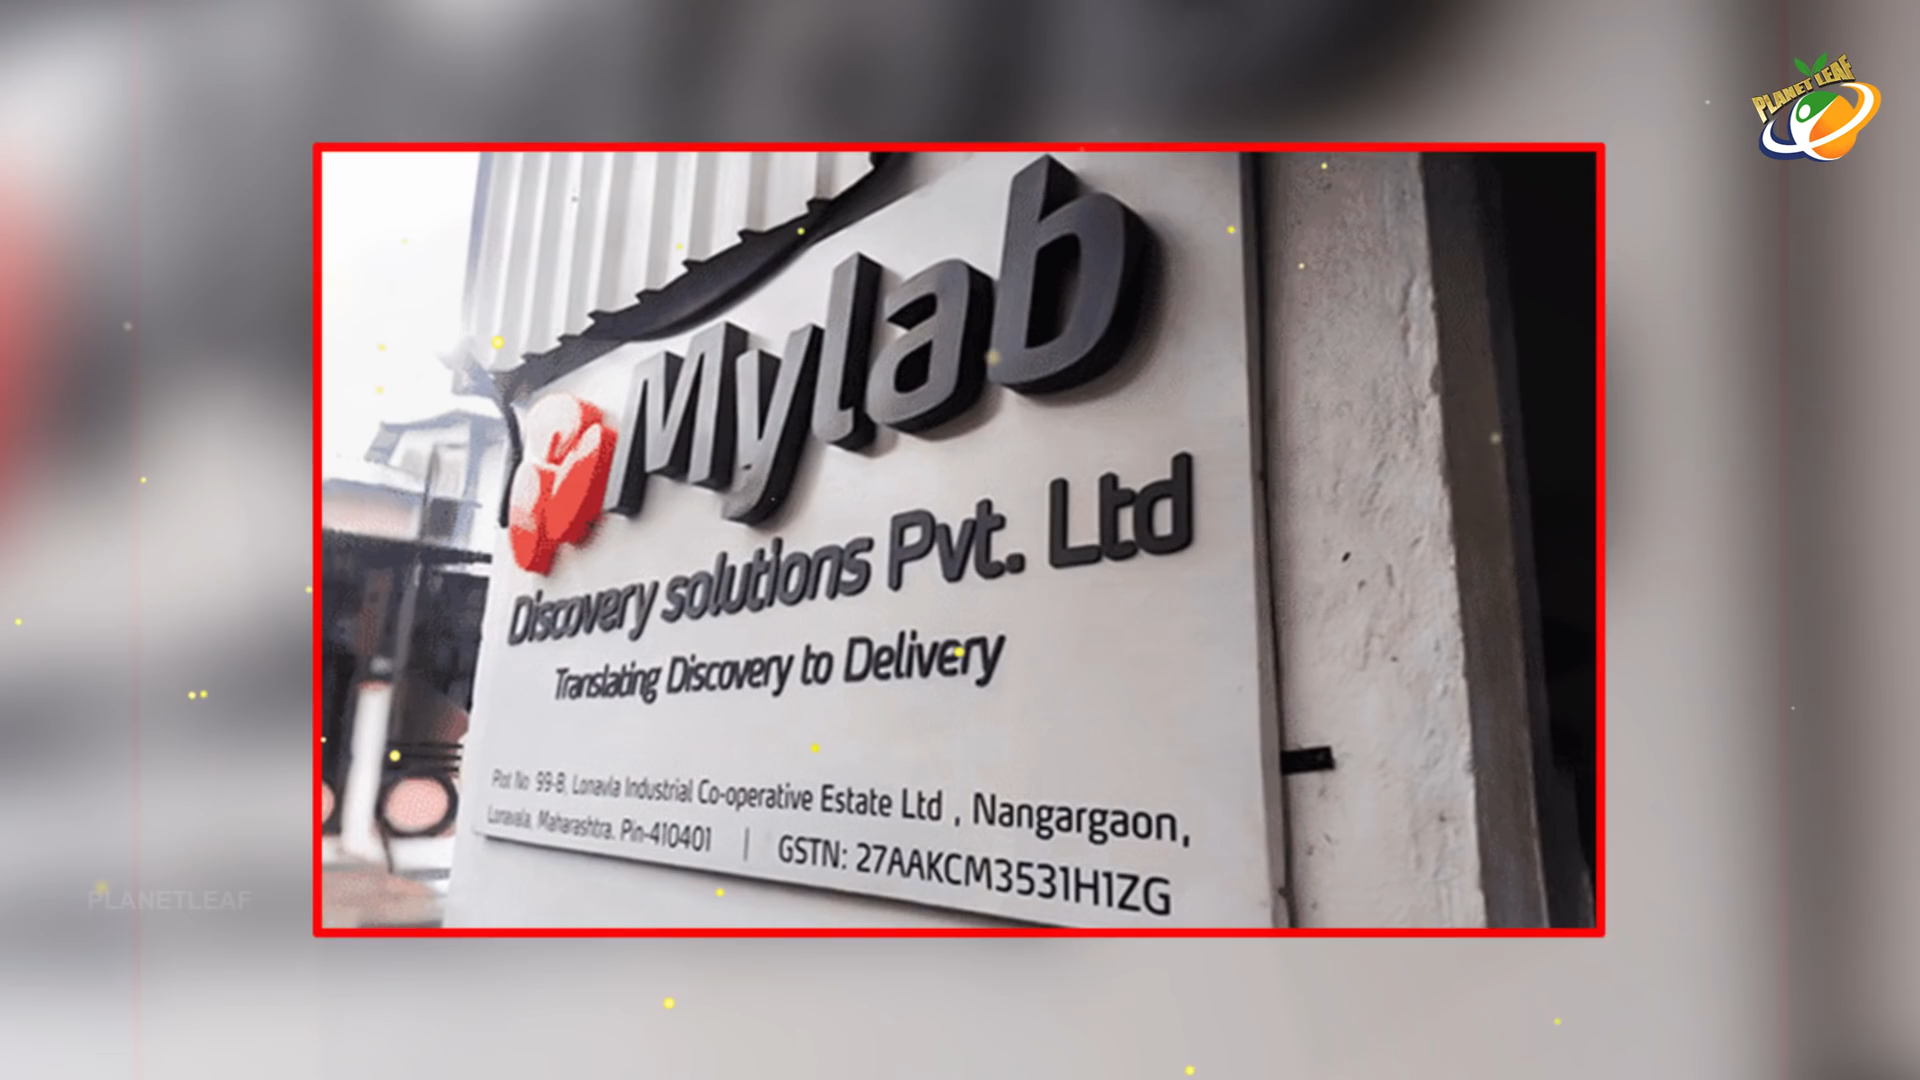 PLANET LEAF
Mylab
Discovery solutions Pvt. Ltd
Translating Discovery to Delivery
Plot No 99-B, Lonavla Industrial Co-operative Estate Ltd , Nangargaon,
Lonavala, Maharashtra. Pin-410401 | GSTN: 27AAKCM3531H1ZG
PLANETLEAF